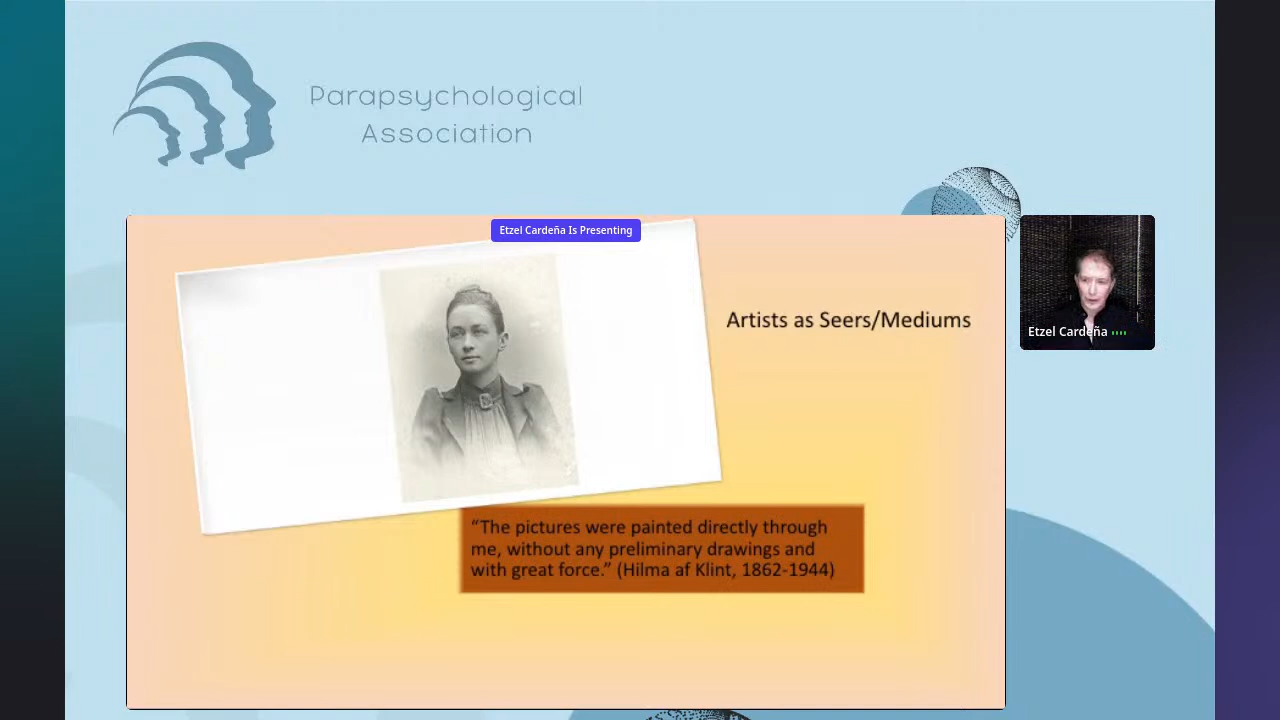 Parapsychological
Association
Etzel Cardeña Is Presenting
Artists as Seers/Mediums
Etzel Cardeña
“The pictures were painted directly through
me, without any preliminary drawings and
with great force.” (Hilma af Klint, 1862-1944)